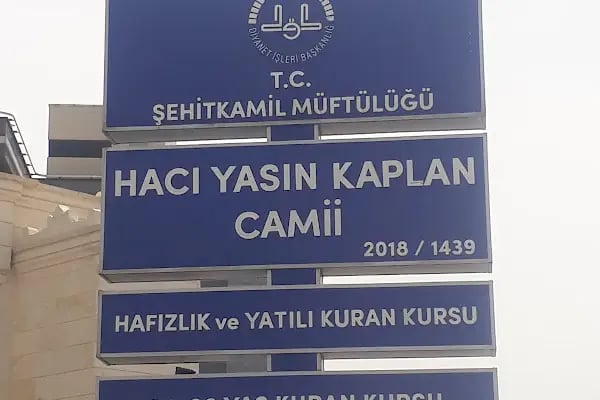 DİYANET İŞLERİ BAŞKANLIĞI
T.C.
ŞEHİTKAMİL MÜFTÜLÜĞÜ
HACI YASIN KAPLAN
CAMİİ
2018 / 1439
HAFIZLIK ve YATILI KURAN KURSU
YAŞ KURAN KURSU